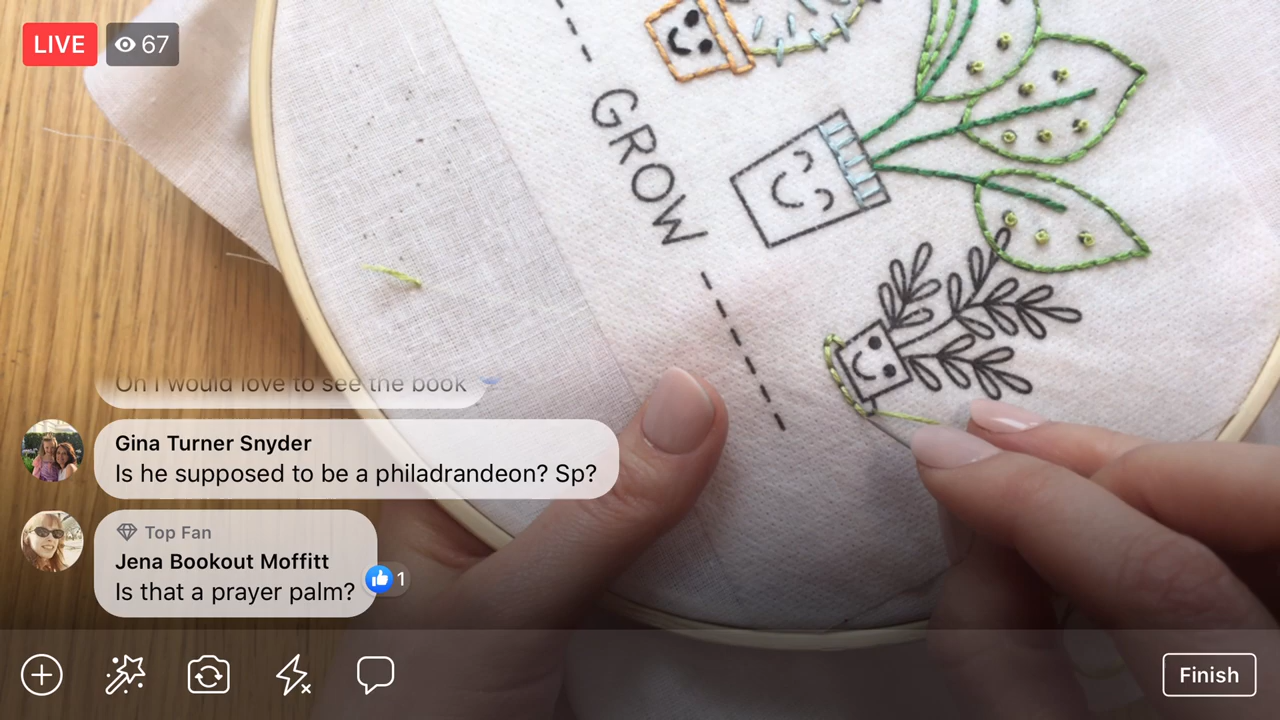 LIVE 67
GROW
Oh I would love to see the book
Gina Turner Snyder
Is he supposed to be a philadrandeon? Sp?
Top Fan
Jena Bookout Moffitt
Is that a prayer palm?
1
Finish